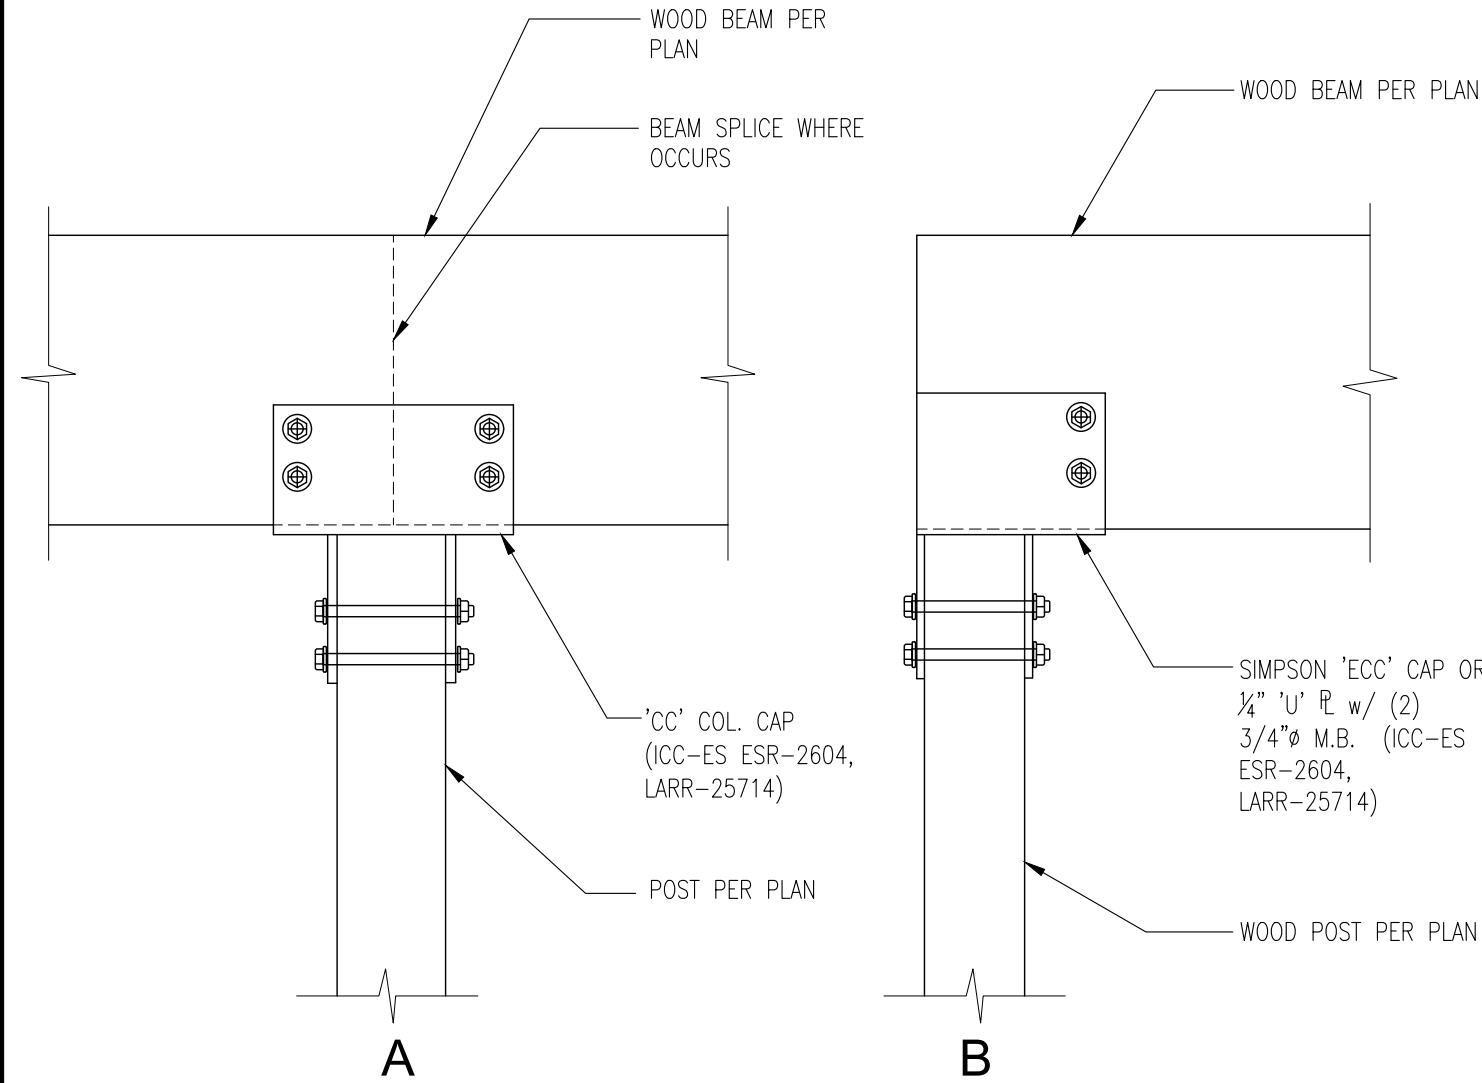 WOOD BEAM PER
PLAN
BEAM SPLICE WHERE
OCCURS
'CC' COL. CAP
(ICC-ES ESR-2604,
LARR-25714)
POST PER PLAN
A
WOOD BEAM PER PLAN
SIMPSON 'ECC' CAP OR
¼" 'U' ⅊ w/ (2)
3/4"ø M.B. (ICC-ES
ESR-2604,
LARR-25714)
WOOD POST PER PLAN
B